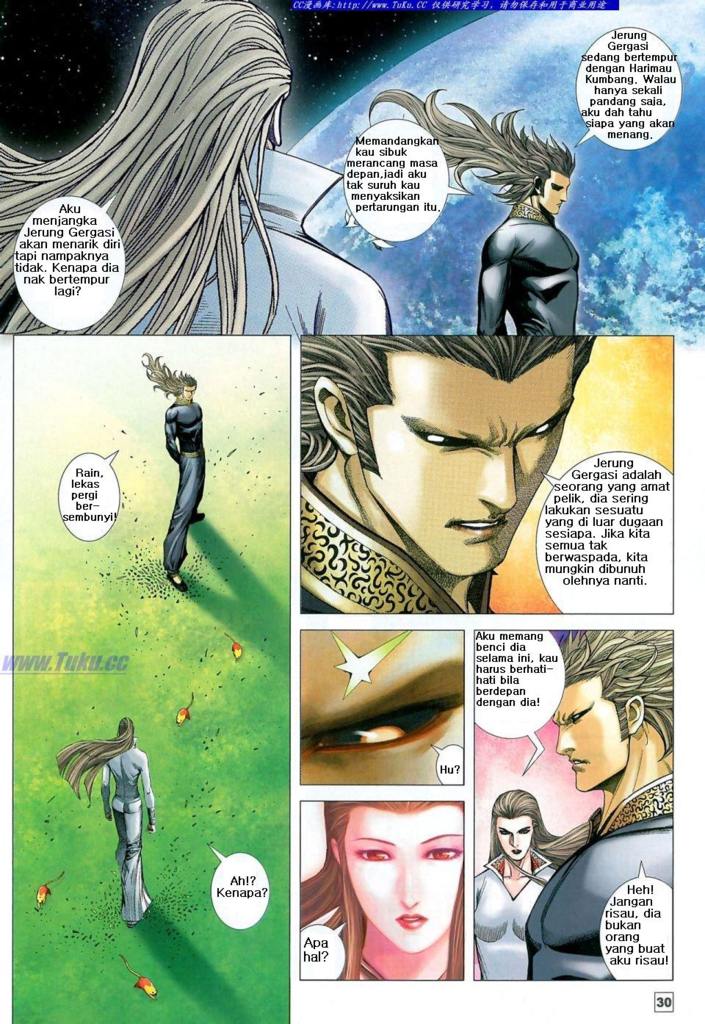 CC漫画库:http://www.TuKu.CC 仅供研究学习，请勿保存和用于商业用途
Jerung
Gergasi
sedang bertempur
dengan Harimau
Kumbang. Walau
hanya sekali
pandang saja,
aku dah tahu
siapa yang akan
menang.
Memandangkan
kau sibuk
merancang masa
depan,jadi aku
tak suruh kau
menyaksikan
pertarungan itu.
Aku
menjangka
Jerung Gergasi
akan menarik diri
tapi nampaknya
tidak. Kenapa dia
nak bertempur
lagi?
Rain,
lekas
pergi
ber-
sembunyi!
Jerung
Gergasi adalah
seorang yang amat
pelik, dia sering
lakukan sesuatu
yang di luar dugaan
sesiapa. Jika kita
semua tak
berwaspada, kita
mungkin dibunuh
olehnya nanti.
www.Tuku.cc
Ah!?
Kenapa?
Hu?
Aku memang
benci dia
selama ini, kau
harus berhati-
hati bila
berdepan
dengan dia!
Apa
hal?
Heh!
Jangan
risau, dia
bukan
orang
yang buat
aku risau!
30